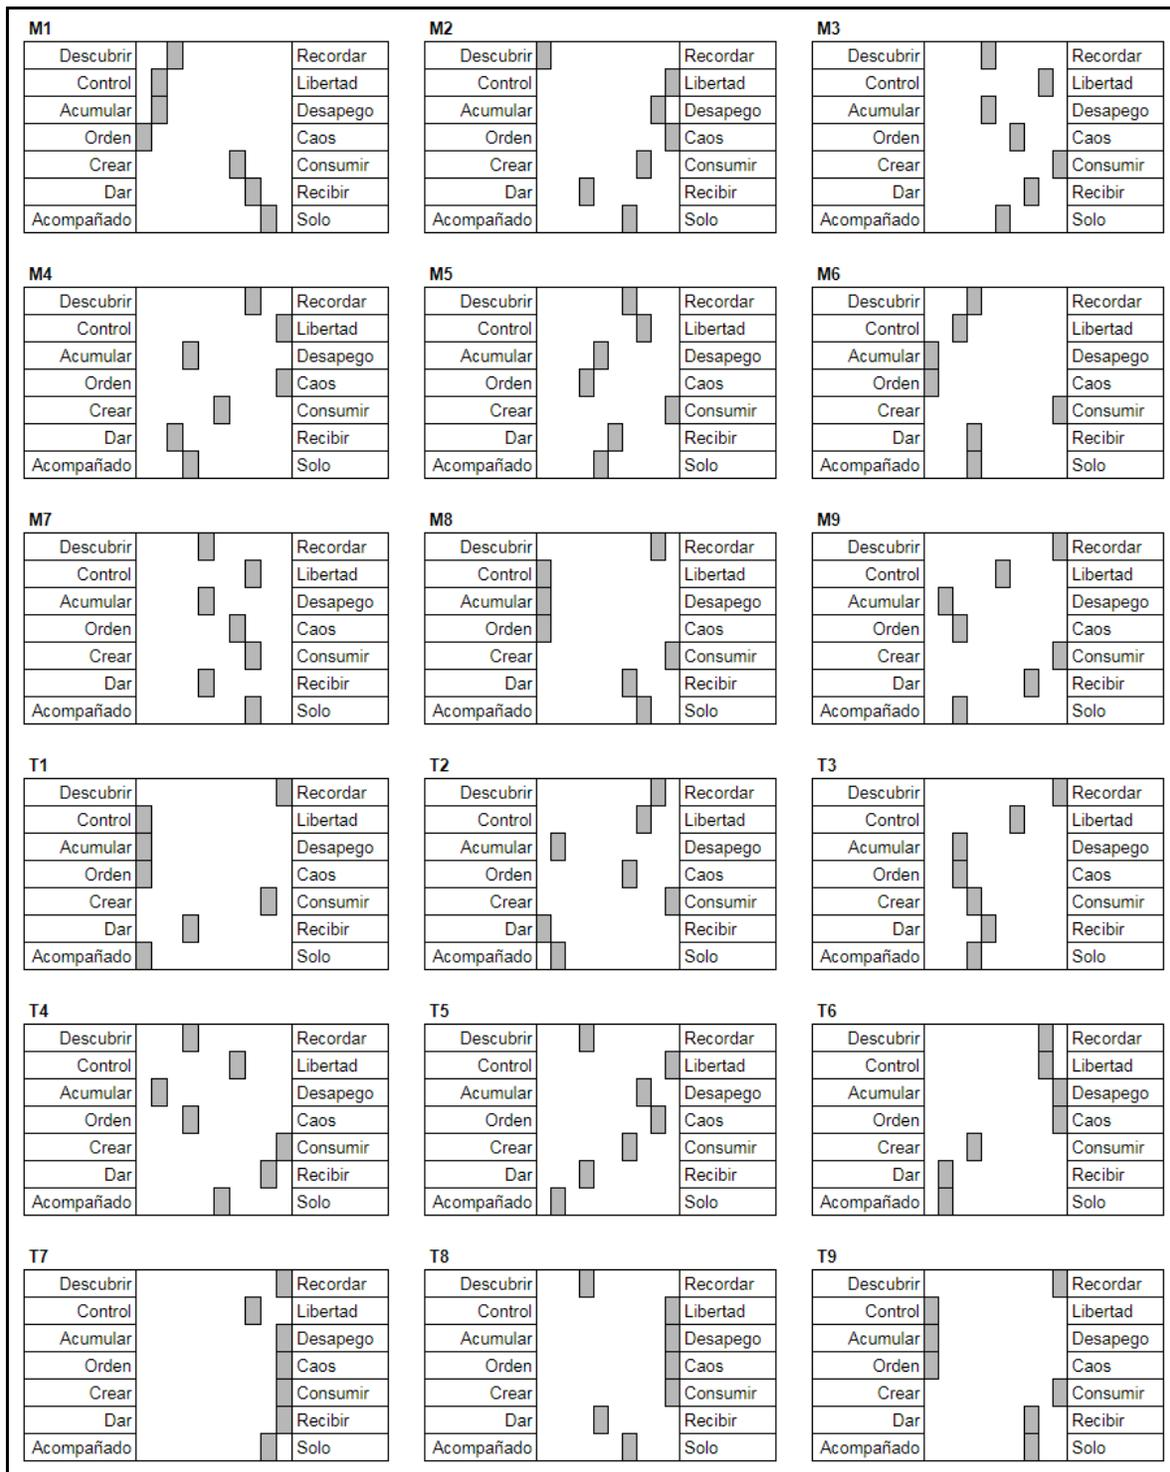 M1 M2 M3
Descubrir Recordar Descubrir Recordar Descubrir Recordar
Control Libertad Control Libertad Control Libertad
Acumular Desapego Acumular Desapego Acumular Desapego
Orden Caos Orden Caos Orden Caos
Crear Consumir Crear Consumir Crear Consumir
Dar Recibir Dar Recibir Dar Recibir
Acompañado Solo Acompañado Solo Acompañado Solo
M4 M5 M6
Descubrir Recordar Descubrir Recordar Descubrir Recordar
Control Libertad Control Libertad Control Libertad
Acumular Desapego Acumular Desapego Acumular Desapego
Orden Caos Orden Caos Orden Caos
Crear Consumir Crear Consumir Crear Consumir
Dar Recibir Dar Recibir Dar Recibir
Acompañado Solo Acompañado Solo Acompañado Solo
M7 M8 M9
Descubrir Recordar Descubrir Recordar Descubrir Recordar
Control Libertad Control Libertad Control Libertad
Acumular Desapego Acumular Desapego Acumular Desapego
Orden Caos Orden Caos Orden Caos
Crear Consumir Crear Consumir Crear Consumir
Dar Recibir Dar Recibir Dar Recibir
Acompañado Solo Acompañado Solo Acompañado Solo
T1 T2 T3
Descubrir Recordar Descubrir Recordar Descubrir Recordar
Control Libertad Control Libertad Control Libertad
Acumular Desapego Acumular Desapego Acumular Desapego
Orden Caos Orden Caos Orden Caos
Crear Consumir Crear Consumir Crear Consumir
Dar Recibir Dar Recibir Dar Recibir
Acompañado Solo Acompañado Solo Acompañado Solo
T4 T5 T6
Descubrir Recordar Descubrir Recordar Descubrir Recordar
Control Libertad Control Libertad Control Libertad
Acumular Desapego Acumular Desapego Acumular Desapego
Orden Caos Orden Caos Orden Caos
Crear Consumir Crear Consumir Crear Consumir
Dar Recibir Dar Recibir Dar Recibir
Acompañado Solo Acompañado Solo Acompañado Solo
T7 T8 T9
Descubrir Recordar Descubrir Recordar Descubrir Recordar
Control Libertad Control Libertad Control Libertad
Acumular Desapego Acumular Desapego Acumular Desapego
Orden Caos Orden Caos Orden Caos
Crear Consumir Crear Consumir Crear Consumir
Dar Recibir Dar Recibir Dar Recibir
Acompañado Solo Acompañado Solo Acompañado Solo